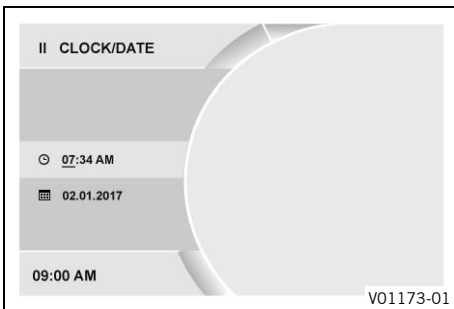 II CLOCK/DATE
07:34 AM
02.01.2017
09:00 AM
V01173-01